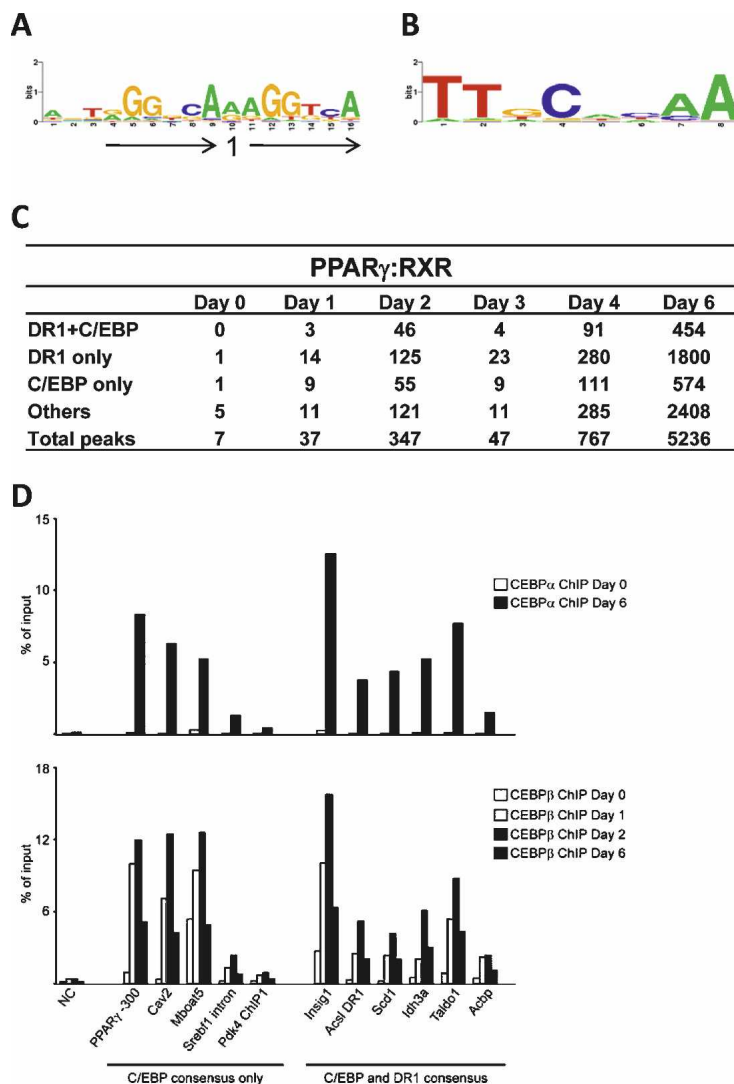 A
B
2
bits
1
0
1 2 3 4 5 6 7 8 9 10 11 12 13 14 15 16
1
2
bits
1
0
1 2 3 4 5 6 7 8
C
PPARγ:RXR
Day 0 Day 1 Day 2 Day 3 Day 4 Day 6
DR1+C/EBP 0 3 46 4 91 454
DR1 only 1 14 125 23 280 1800
C/EBP only 1 9 55 9 111 574
Others 5 11 121 11 285 2408
Total peaks 7 37 347 47 767 5236
D
15
10
5
% of input
CEBPα ChIP Day 0
CEBPα ChIP Day 6
18
12
6
% of input
CEBPβ ChIP Day 0
CEBPβ ChIP Day 1
CEBPβ ChIP Day 2
CEBPβ ChIP Day 6
NC
PPARγ -300
Cav2
Mboat5
Srebf1 intron
Pdk4 ChIP1
Insig1
Acsl DR1
Scd1
Idh3a
Taldo1
Acbp
C/EBP consensus only
C/EBP and DR1 consensus